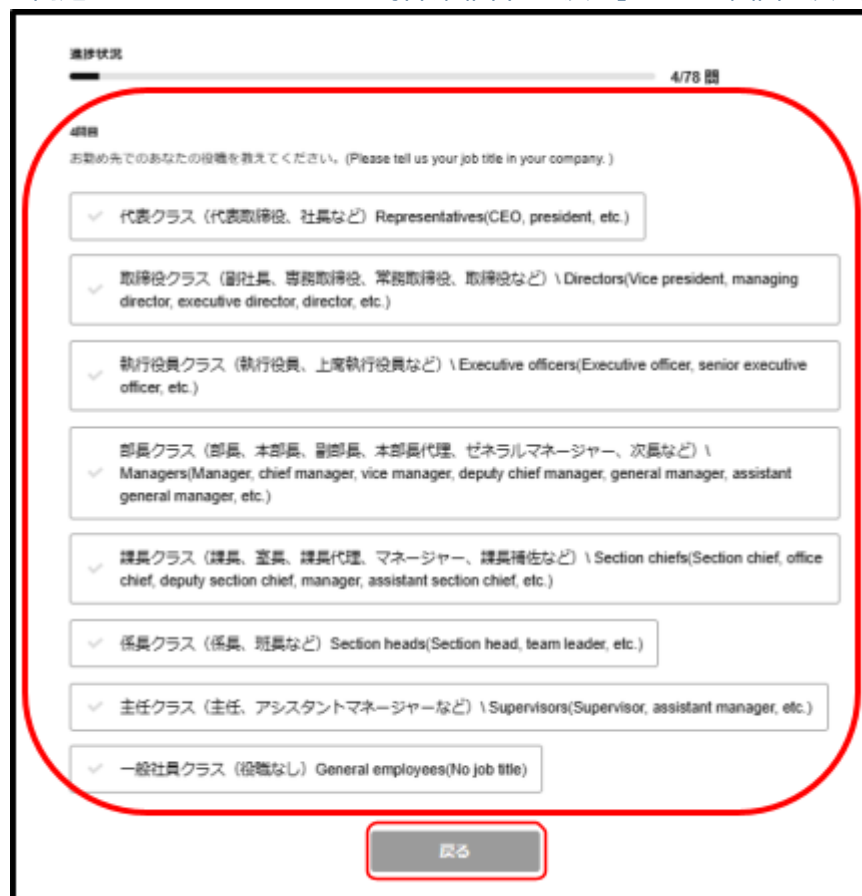 進捗状況
4/78 問
4問目
お勤め先でのあなたの役職を教えてください。(Please tell us your job title in your company. )
代表クラス（代表取締役、社長など）Representatives(CEO, president, etc.)
取締役クラス（副社長、専務取締役、常務取締役、取締役など）\ Directors(Vice president, managing
director, executive director, director, etc.)
執行役員クラス（執行役員、上席執行役員など）\ Executive officers(Executive officer, senior executive
officer, etc.)
部長クラス（部長、本部長、副部長、本部長代理、ゼネラルマネージャー、次長など）\
Managers(Manager, chief manager, vice manager, deputy chief manager, general manager, assistant
general manager, etc.)
課長クラス（課長、室長、課長代理、マネージャー、課長補佐など）\ Section chiefs(Section chief, office
chief, deputy section chief, manager, assistant section chief, etc.)
係長クラス（係長、班長など）Section heads(Section head, team leader, etc.)
主任クラス（主任、アシスタントマネージャーなど）\ Supervisors(Supervisor, assistant manager, etc.)
一般社員クラス（役職なし）General employees(No job title)
戻る